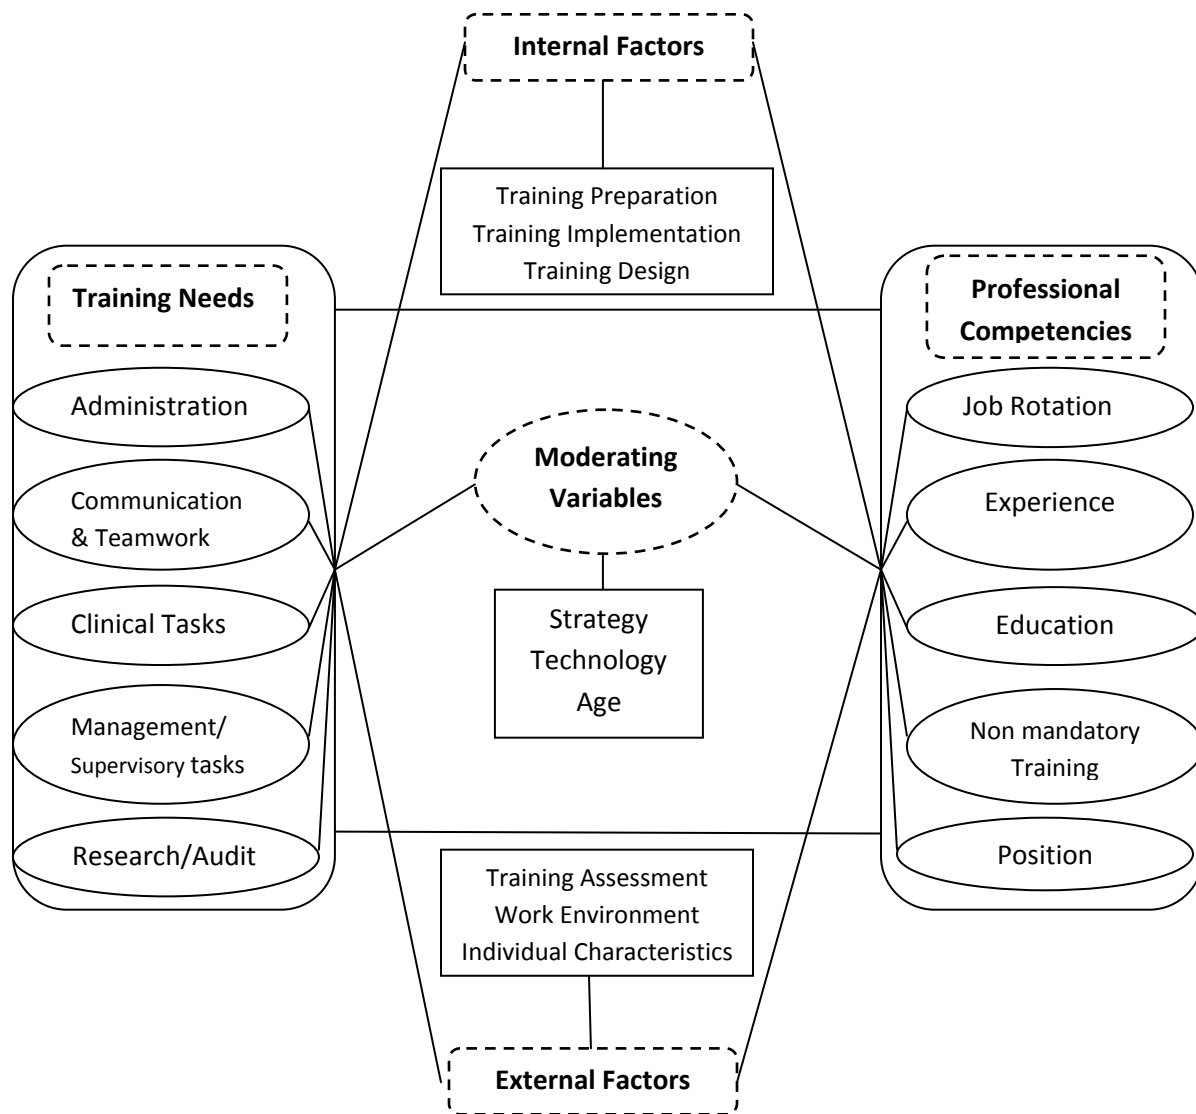 Internal Factors
Training Preparation
Training Implementation
Training Design
Training Needs
Administration
Communication
& Teamwork
Clinical Tasks
Management/
Supervisory tasks
Research/Audit
Moderating
Variables
Strategy
Technology
Age
Professional
Competencies
Job Rotation
Experience
Education
Non mandatory
Training
Position
Training Assessment
Work Environment
Individual Characteristics
External Factors